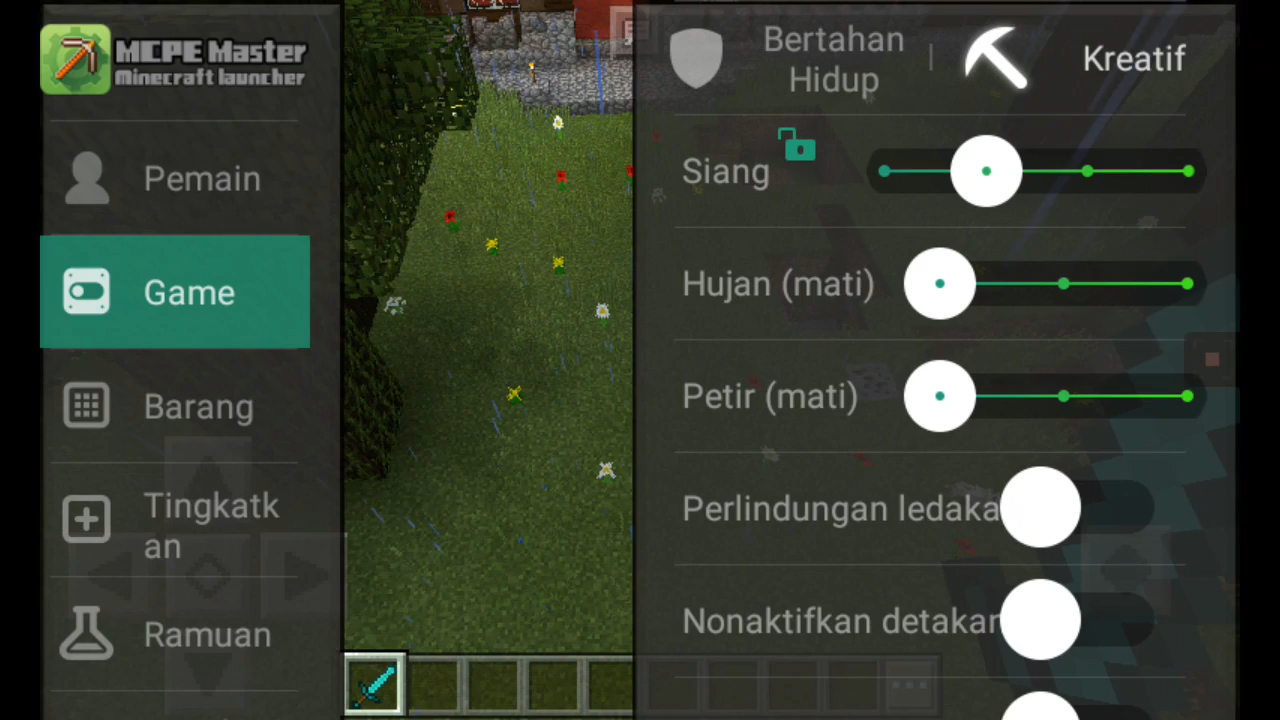 MCPE Master
Minecraft launcher
Pemain
Game
Barang
Tingkatk
an
Ramuan
Bertahan
Hidup
Kreatif
Siang
Hujan (mati)
Petir (mati)
Perlindungan ledaka
Nonaktifkan detakan